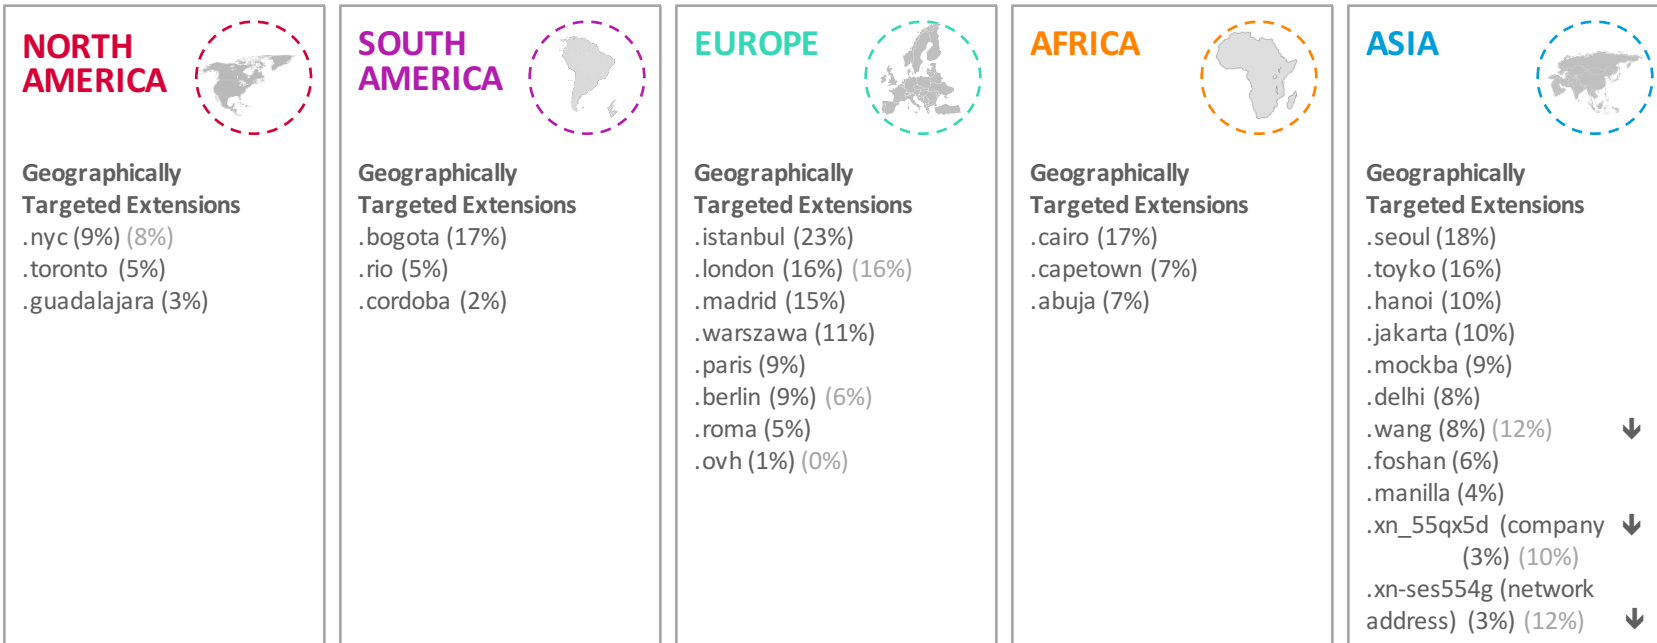 NORTH
AMERICA
Geographically
Targeted Extensions
.nyc (9%) (8%)
.toronto (5%)
.guadalajara (3%)
SOUTH
AMERICA
Geographically
Targeted Extensions
.bogota (17%)
.rio (5%)
.cordoba (2%)
EUROPE
Geographically
Targeted Extensions
.istanbul (23%)
.london (16%) (16%)
.madrid (15%)
.warszawa (11%)
.paris (9%)
.berlin (9%) (6%)
.roma (5%)
.ovh (1%) (0%)
AFRICA
Geographically
Targeted Extensions
.cairo (17%)
.capetown (7%)
.abuja (7%)
ASIA
Geographically
Targeted Extensions
.seoul (18%)
.toyko (16%)
.hanoi (10%)
.jakarta (10%)
.mockba (9%)
.delhi (8%)
.wang (8%) (12%) 🡻
.foshan (6%)
.manilla (4%)
.xn_55qx5d (company 🡻
(3%) (10%)
.xn-ses554g (network
address) (3%) (12%) 🡻